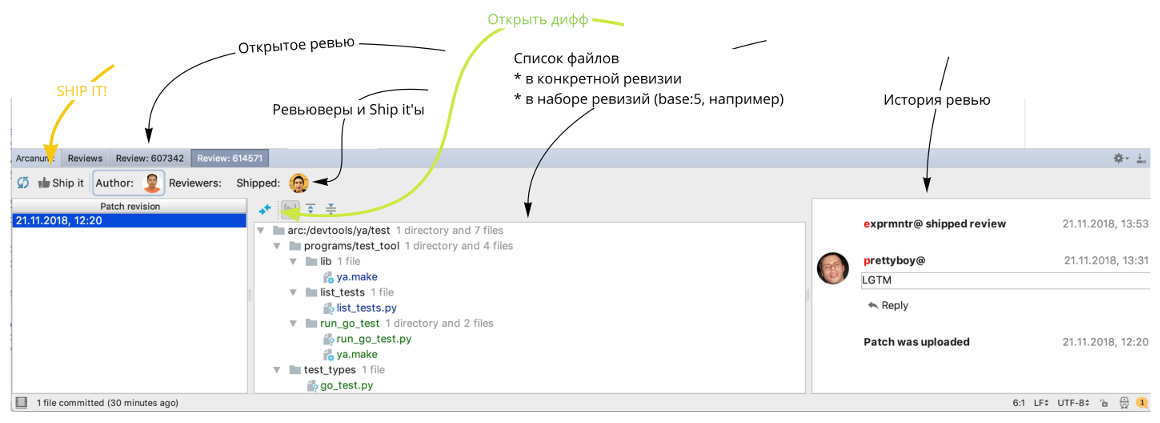 Открыть дифф
Открытое ревью
Список файлов
* в конкретной ревизии
* в наборе ревизий (base:5, например)
SHIP IT!
Ревьюверы и Ship it'ы
История ревью
Arcanum: Reviews Review: 607342 Review: 614571
Ship it Author: Reviewers: Shipped:
Patch revision
21.11.2018, 12:20
arc:/devtools/ya/test 1 directory and 7 files
programs/test_tool 1 directory and 4 files
lib 1 file
ya.make
list_tests 1 file
list_tests.py
run_go_test 1 directory and 2 files
run_go_test.py
ya.make
test_types 1 file
go_test.py
exprmntr@ shipped review 21.11.2018, 13:53
prettyboy@ 21.11.2018, 13:31
LGTM
Reply
Patch was uploaded 21.11.2018, 12:20
1 file committed (30 minutes ago) 6:1 LF UTF-8 1